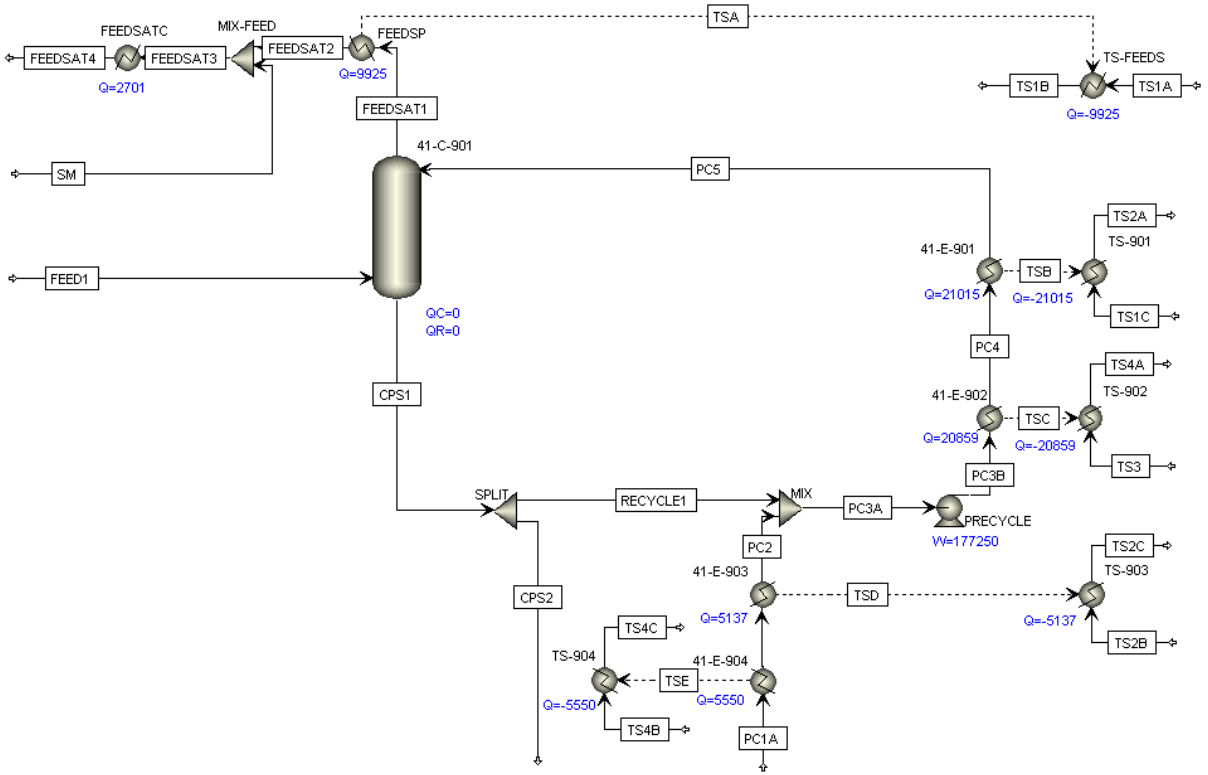 TSA
FEEDSATC
MIX-FEED
FEEDSP
FEEDSAT4
FEEDSAT3
FEEDSAT2
Q=2701
Q=9925
TS-FEEDS
TS1B
TS1A
Q=-9925
FEEDSAT1
41-C-901
SM
PC5
TS2A
TS-901
41-E-901
TSB
Q=21015
Q=-21015
FEED1
TS1C
QC=0
QR=0
PC4
TS4A
TS-902
41-E-902
CPS1
TSC
Q=20859
Q=-20859
TS3
PC3B
SPLIT
RECYCLE1
MIX
PC3A
PRECYCLE
W=177250
PC2
TS2C
TS-903
41-E-903
CPS2
TSD
Q=5137
Q=-5137
TS4C
TS2B
TS-904
41-E-904
TSE
Q=-5550
Q=5550
TS4B
PC1A